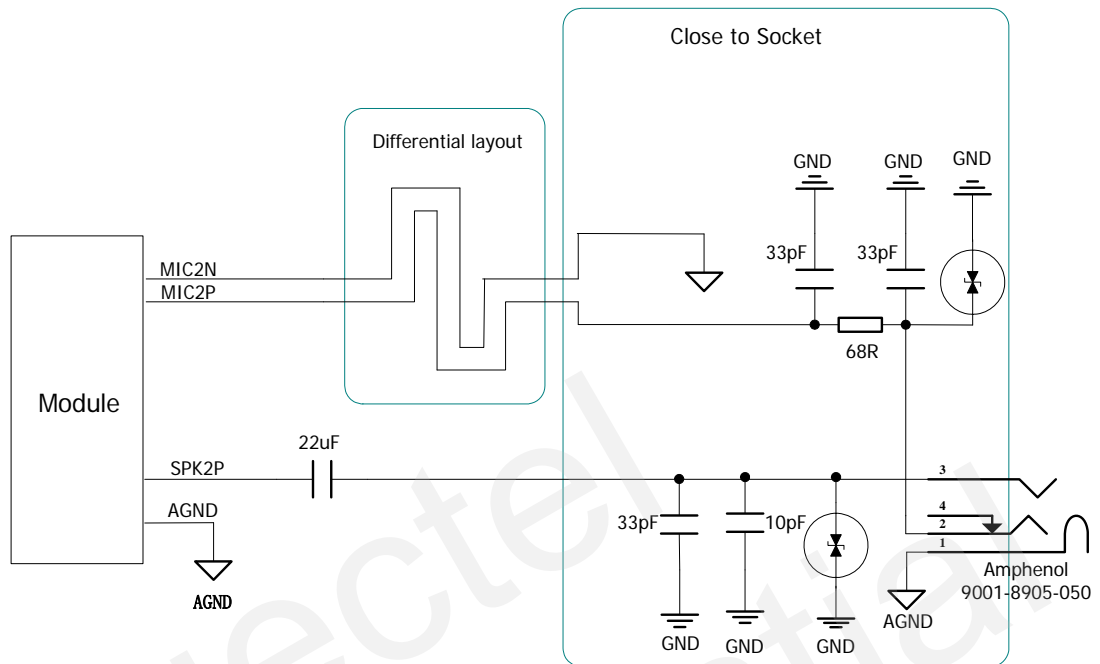 Close to Socket
Differential layout
GND
GND
GND
33pF
33pF
MIC2N
MIC2P
68R
Module
22uF
SPK2P
3
4
33pF
10pF
2
AGND
1
Amphenol
9001-8905-050
AGND
AGND
GND
GND
GND